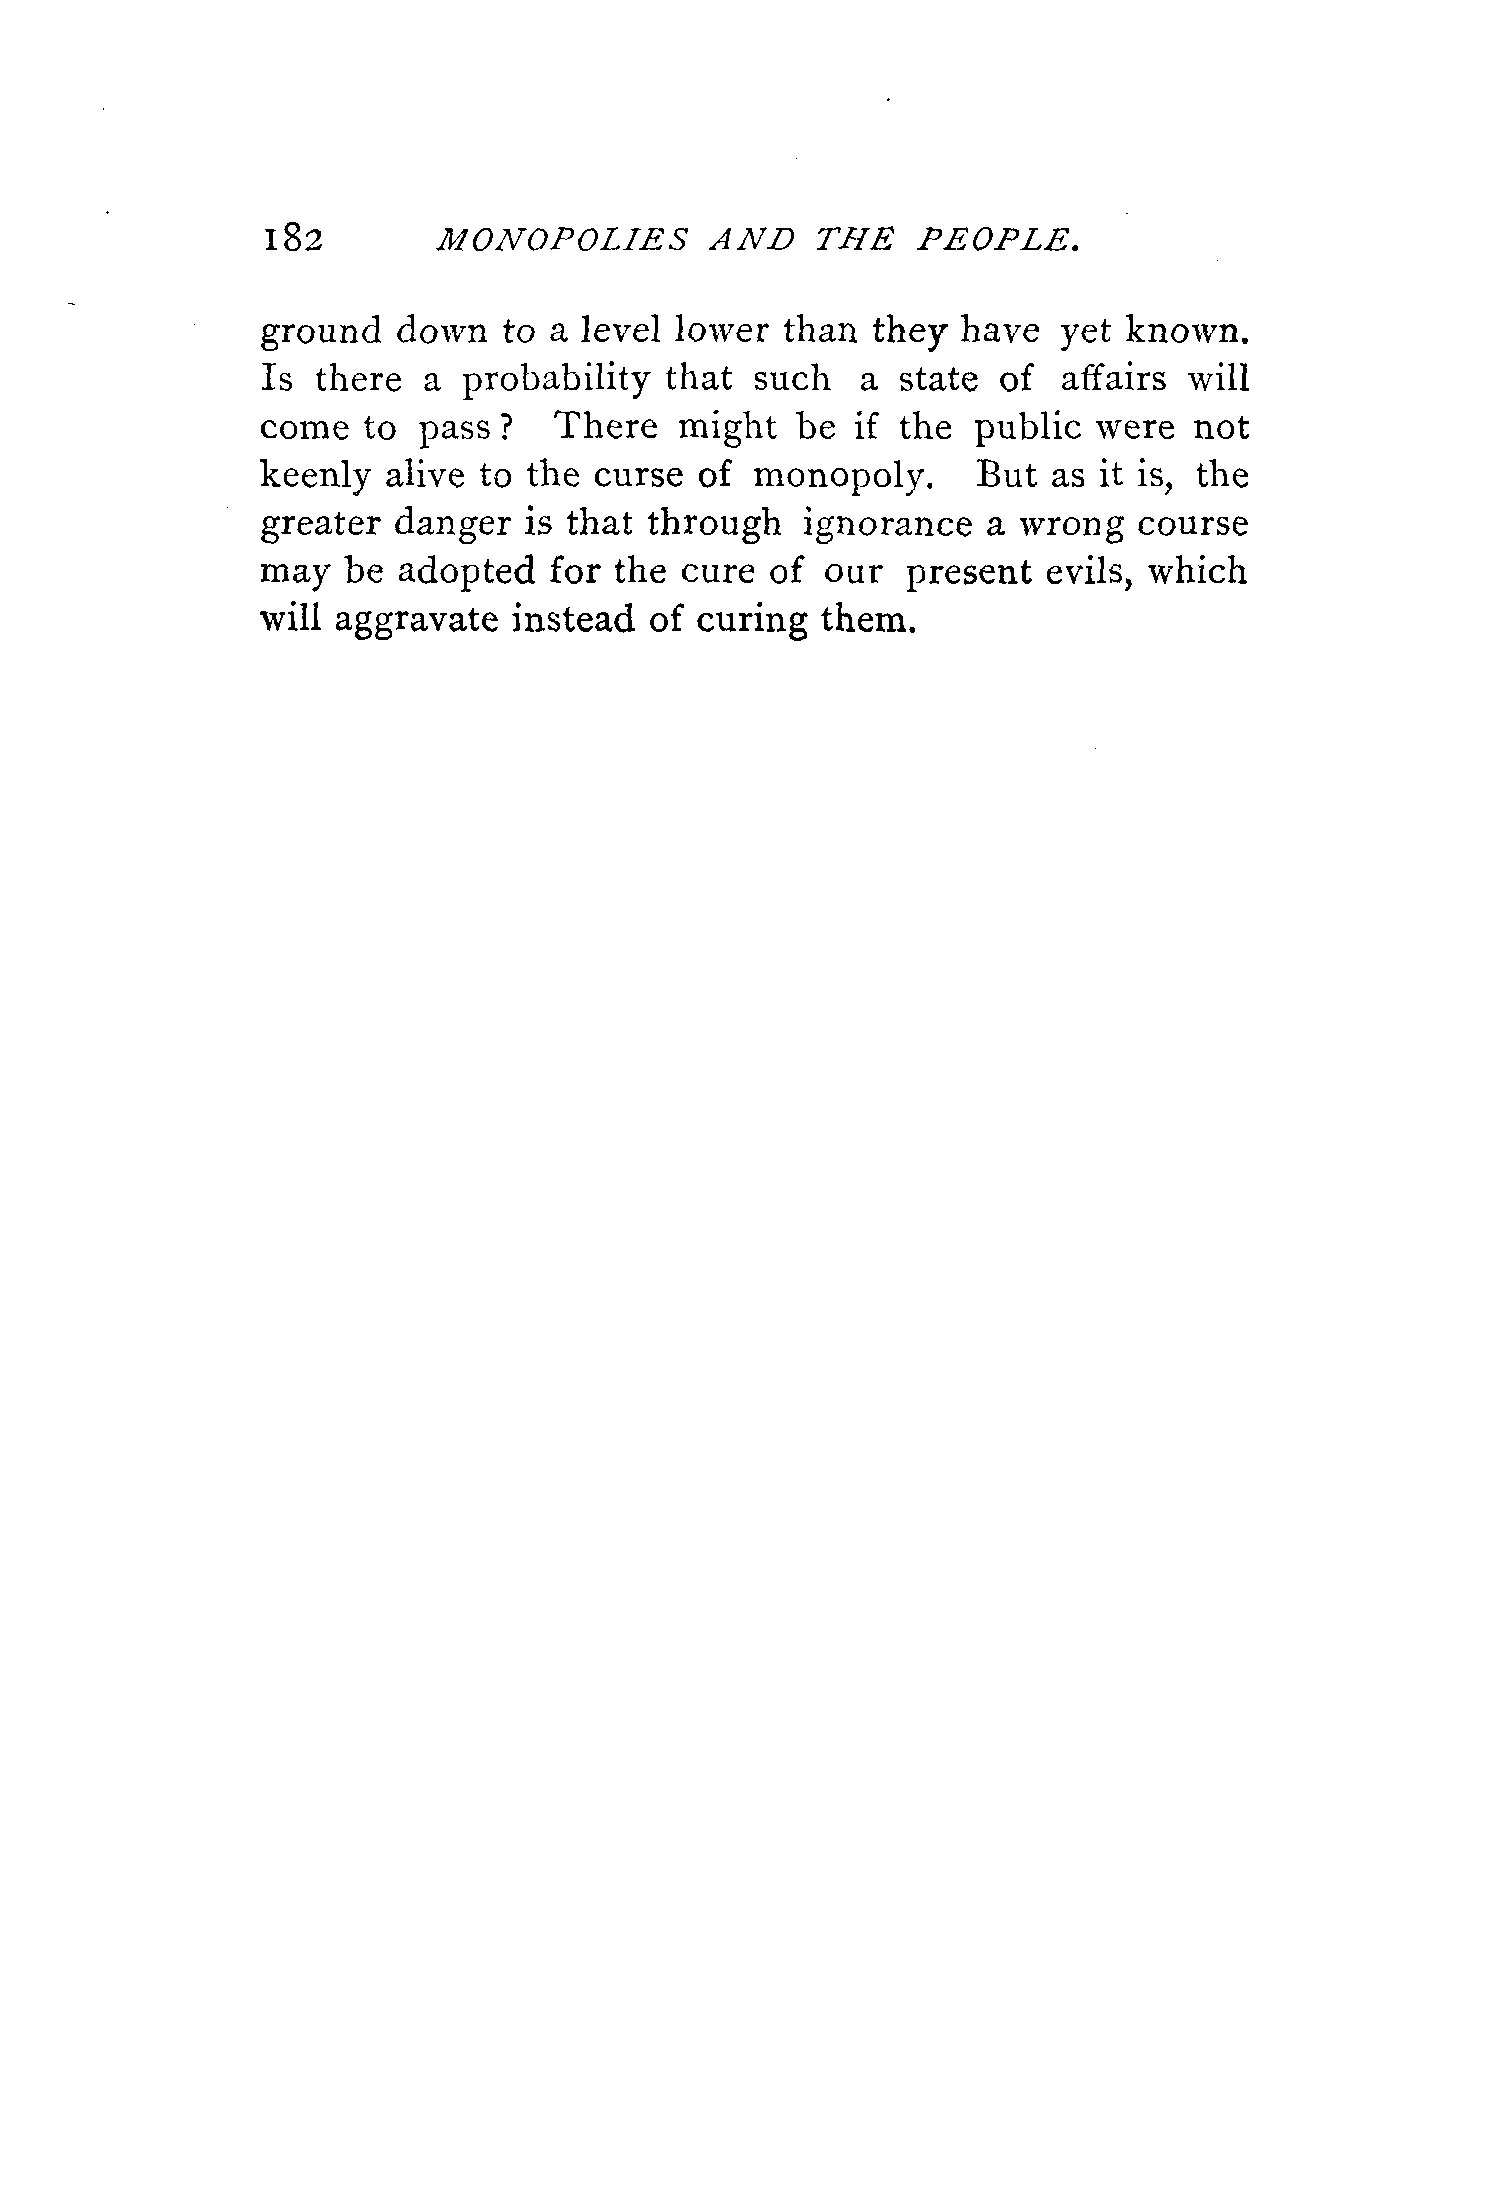 182 MONOPOLIES AND THE PEOPLE.
ground down to a level lower than they have yet known.
Is there a probability that such a state of affairs will
come to pass? There might be if the public were not
keenly alive to the curse of monopoly. But as it is, the
greater danger is that through ignorance a wrong course
may be adopted for the cure of our present evils, which
will aggravate instead of curing them.